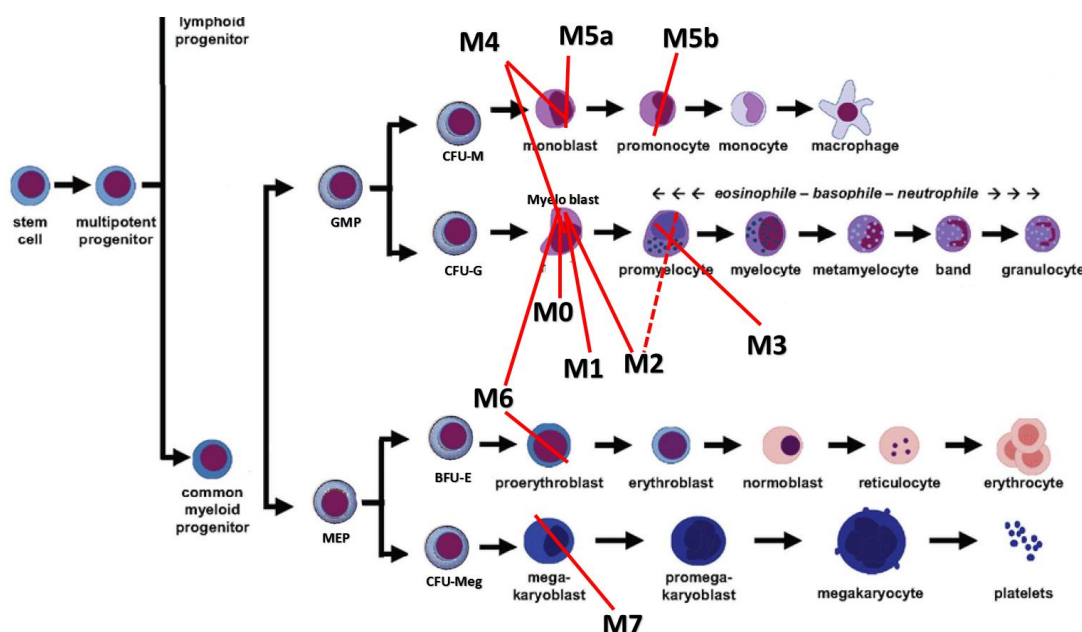 lymphoid
progenitor
M4
M5a
M5b
CFU-M
monoblast
promonocyte
monocyte
macrophage
stem
cell
multipotent
progenitor
GMP
Myelo blast
← ← ← eosinophile – basophile – neutrophile → → →
CFU-G
promyelocyte
myelocyte
metamyelocyte
band
granulocyte
M0
M1
M2
M3
M6
common
myeloid
progenitor
BFU-E
proerythroblast
erythroblast
normoblast
reticulocyte
erythrocyte
MEP
CFU-Meg
mega-
karyoblast
promega-
karyoblast
megakaryocyte
platelets
M7